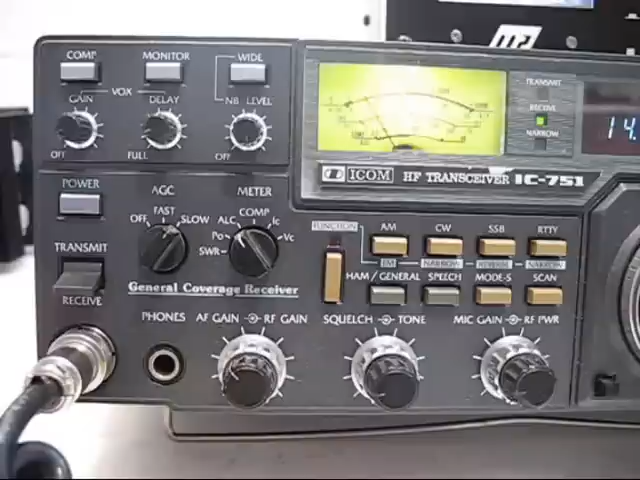 COMP MONITOR WIDE
GAIN VOX DELAY NB LEVEL
OFF FULL OFF
TRANSMIT
RECEIVE
NARROW
14.
ICOM HF TRANSCEIVER IC-751
POWER AGC METER
OFF FAST SLOW
ALC COMP Ic
Po Vc
SWR
FUNCTION AM CW SSB RTTY
FM NARROW REVERSE NARROW
HAM/GENERAL SPEECH MODE-S SCAN
TRANSMIT
RECEIVE
General Coverage Receiver
PHONES AF GAIN RF GAIN SQUELCH TONE MIC GAIN RF PWR